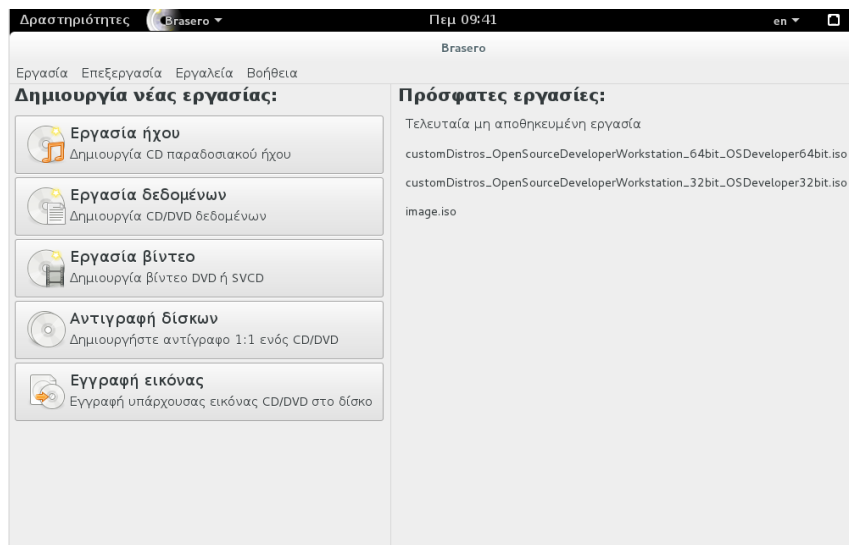 Δραστηριότητες Brasero Πεμ 09:41 en
Brasero
Εργασία Επεξεργασία Εργαλεία Βοήθεια
Δημιουργία νέας εργασίας:
Εργασία ήχου
Δημιουργία CD παραδοσιακού ήχου
Εργασία δεδομένων
Δημιουργία CD/DVD δεδομένων
Εργασία βίντεο
Δημιουργία βίντεο DVD ή SVCD
Αντιγραφή δίσκων
Δημιουργήστε αντίγραφο 1:1 ενός CD/DVD
Εγγραφή εικόνας
Εγγραφή υπάρχουσας εικόνας CD/DVD στο δίσκο
Πρόσφατες εργασίες:
Τελευταία μη αποθηκευμένη εργασία
customDistros_OpenSourceDeveloperWorkstation_64bit_OSDeveloper64bit.iso
customDistros_OpenSourceDeveloperWorkstation_32bit_OSDeveloper32bit.iso
image.iso